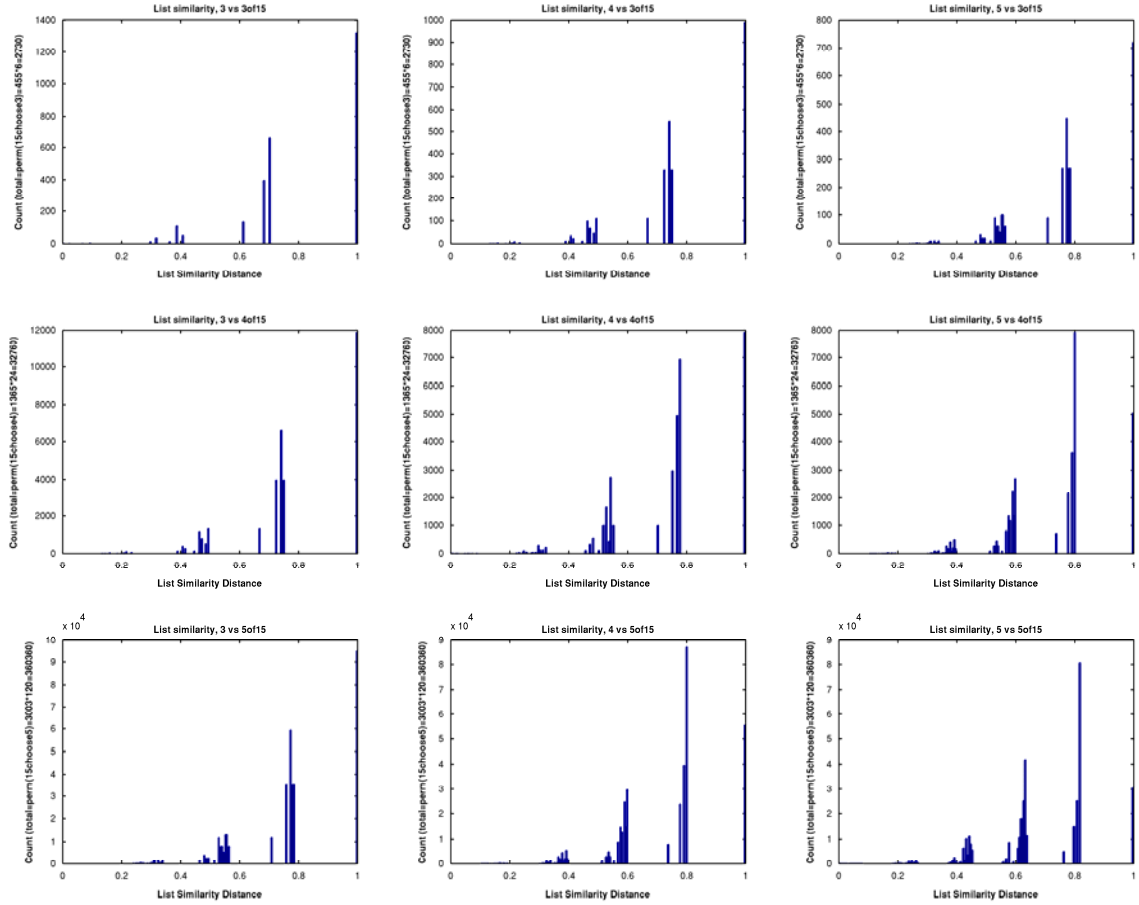 List similarity, 3 vs 3of15
Count (total=perm(15choose3)=455*6=2730)
1400
1200
1000
800
600
400
200
0
0 0.2 0.4 0.6 0.8 1
List Similarity Distance
List similarity, 4 vs 3of15
Count (total=perm(15choose3)=455*6=2730)
1000
900
800
700
600
500
400
300
200
100
0
0 0.2 0.4 0.6 0.8 1
List Similarity Distance
List similarity, 5 vs 3of15
Count (total=perm(15choose3)=455*6=2730)
800
700
600
500
400
300
200
100
0
0 0.2 0.4 0.6 0.8 1
List Similarity Distance
List similarity, 3 vs 4of15
Count (total=perm(15choose4)=1365*24=32760)
12000
10000
8000
6000
4000
2000
0
0 0.2 0.4 0.6 0.8 1
List Similarity Distance
List similarity, 4 vs 4of15
Count (total=perm(15choose4)=1365*24=32760)
8000
7000
6000
5000
4000
3000
2000
1000
0
0 0.2 0.4 0.6 0.8 1
List Similarity Distance
List similarity, 5 vs 4of15
Count (total=perm(15choose4)=1365*24=32760)
8000
7000
6000
5000
4000
3000
2000
1000
0
0 0.2 0.4 0.6 0.8 1
List Similarity Distance
x 10^4
List similarity, 3 vs 5of15
Count (total=perm(15choose5)=3003*120=360360)
10
9
8
7
6
5
4
3
2
1
0
0 0.2 0.4 0.6 0.8 1
List Similarity Distance
x 10^4
List similarity, 4 vs 5of15
Count (total=perm(15choose5)=3003*120=360360)
9
8
7
6
5
4
3
2
1
0
0 0.2 0.4 0.6 0.8 1
List Similarity Distance
x 10^4
List similarity, 5 vs 5of15
Count (total=perm(15choose5)=3003*120=360360)
9
8
7
6
5
4
3
2
1
0
0 0.2 0.4 0.6 0.8 1
List Similarity Distance